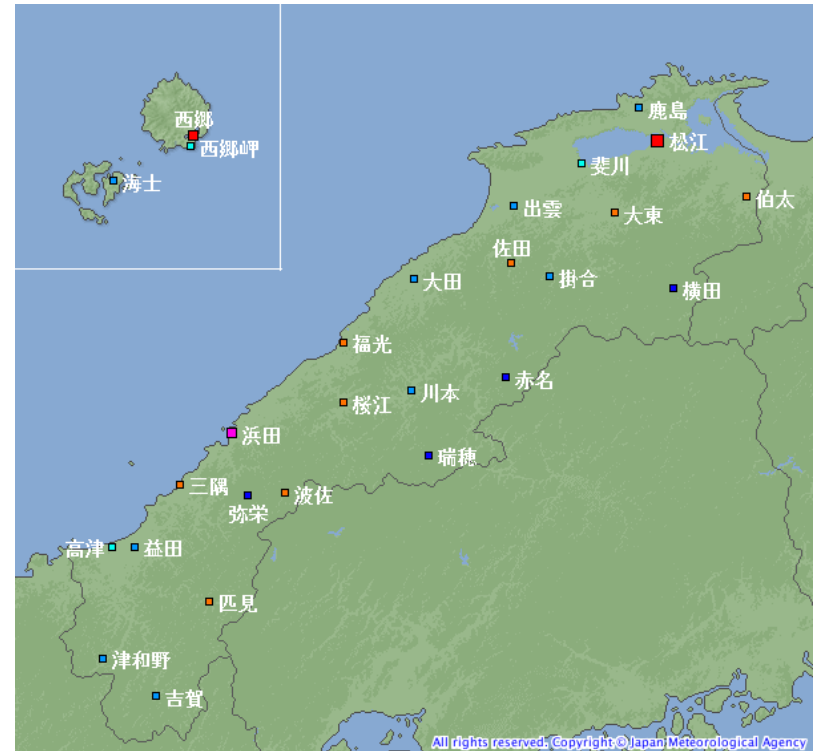 西郷
西郷岬
海士
鹿島
松江
斐川
伯太
出雲
大東
佐田
大田
掛合
横田
福光
赤名
川本
桜江
浜田
瑞穂
三隅
波佐
弥栄
高津
益田
匹見
津和野
吉賀
All rights reserved. Copyright © Japan Meteorological Agency